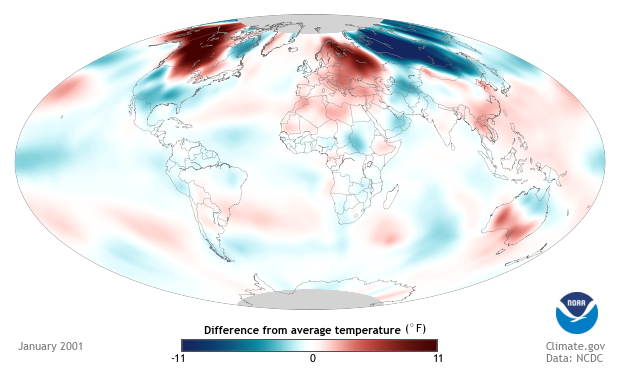 NOAA
Difference from average temperature (°F)
January 2001
-11
0
11
Climate.gov
Data: NCDC